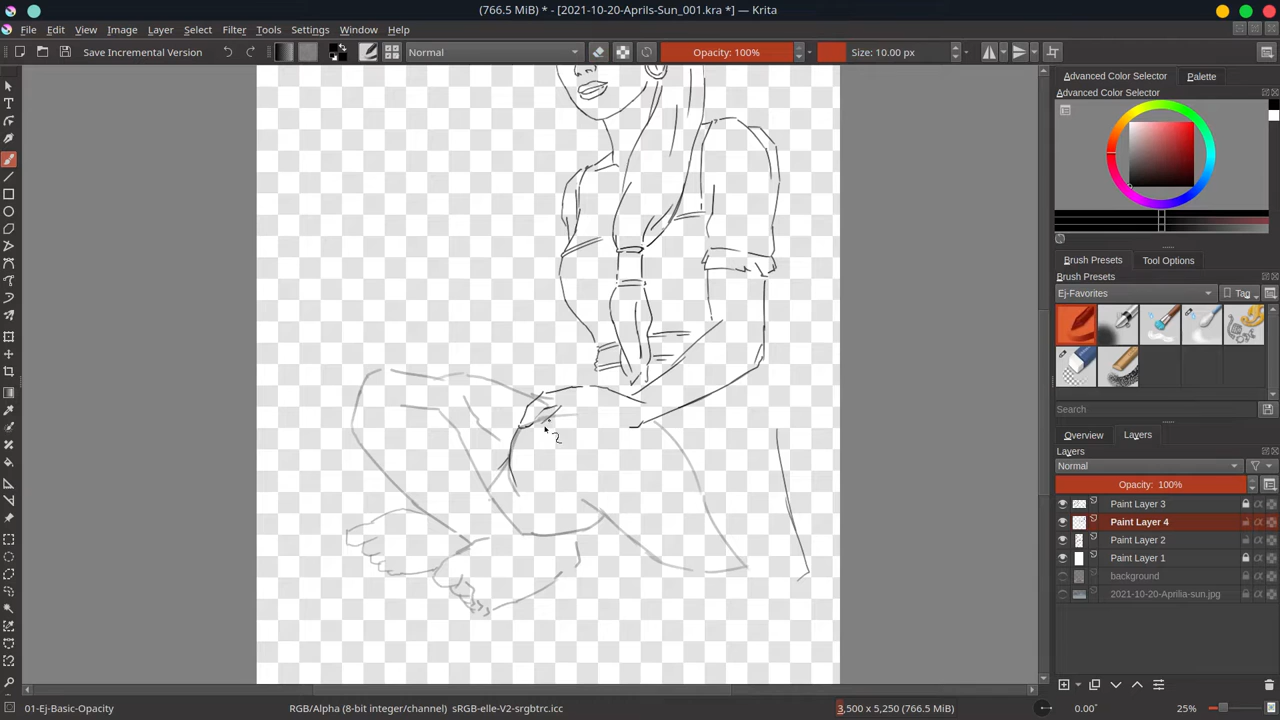 (766.5 MiB) * - [2021-10-20-Aprils-Sun_001.kra *] — Krita
File Edit View Image Layer Select Filter Tools Settings Window Help
Save Incremental Version Normal Opacity: 100% Size: 10.00 px
Advanced Color Selector Palette
Advanced Color Selector
Brush Presets Tool Options
Brush Presets
Ej-Favorites Tag
Search
Overview Layers
Layers
Normal
Opacity: 100%
Paint Layer 3
Paint Layer 4
Paint Layer 2
Paint Layer 1
background
2021-10-20-Aprilia-sun.jpg
01-Ej-Basic-Opacity RGB/Alpha (8-bit integer/channel) sRGB-elle-V2-srgbtrc.icc 3,500 x 5,250 (766.5 MiB) 0.00° 25%